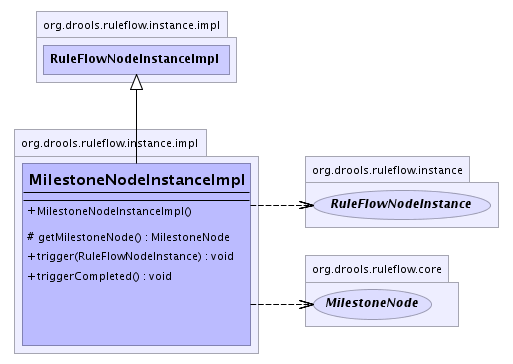 org.drools.ruleflow.instance.impl
RuleFlowNodeInstanceImpl
org.drools.ruleflow.instance.impl
MilestoneNodeInstanceImpl
+MilestoneNodeInstanceImpl()
# getMilestoneNode() : MilestoneNode
+trigger(RuleFlowNodeInstance) : void
+triggerCompleted() : void
org.drools.ruleflow.instance
RuleFlowNodeInstance
org.drools.ruleflow.core
MilestoneNode